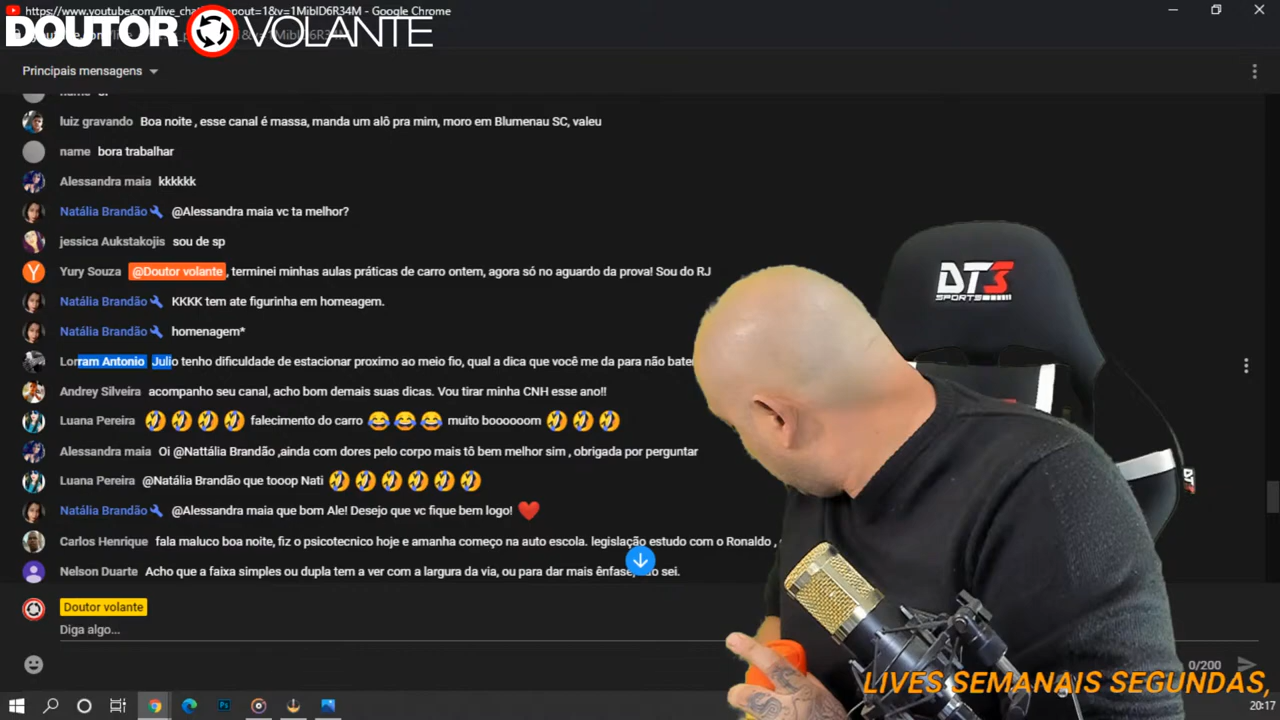 https://www.youtube.com/live_cha popout=1&v=1MiblD6R34M - Google Chrome
DOUTOR VOLANTE
Principais mensagens
luiz gravando Boa noite , esse canal é massa, manda um alô pra mim, moro em Blumenau SC, valeu
name bora trabalhar
Alessandra maia kkkkkk
Natália Brandão @Alessandra maia vc ta melhor?
jessica Aukstakojis sou de sp
Y Yury Souza @Doutor volante, terminei minhas aulas práticas de carro ontem, agora só no aguardo da prova! Sou do RJ
Natália Brandão KKKK tem ate figurinha em homeagem.
Natália Brandão homenagem*
Lorram Antonio Julio tenho dificuldade de estacionar proximo ao meio fio, qual a dica que você me da para não bater
Andrey Silveira acompanho seu canal, acho bom demais suas dicas. Vou tirar minha CNH esse ano!!
Luana Pereira 🤣🤣🤣🤣 falecimento do carro 😂😂😂 muito boooooom 🤣🤣🤣
Alessandra maia Oi @Nattália Brandão ,ainda com dores pelo corpo mais tô bem melhor sim , obrigada por perguntar
Luana Pereira @Natália Brandão que tooop Nati 🤣🤣🤣🤣🤣🤣
Natália Brandão @Alessandra maia que bom Ale! Desejo que vc fique bem logo! ❤️
Carlos Henrique fala maluco boa noite, fiz o psicotecnico hoje e amanha começo na auto escola. legislação estudo com o Ronaldo ,
Nelson Duarte Acho que a faixa simples ou dupla tem a ver com a largura da via, ou para dar mais ênfase, não sei.
Doutor volante
Diga algo...
0/200
DT3
SPORTS
LIVES SEMANAIS SEGUNDAS,
20:17